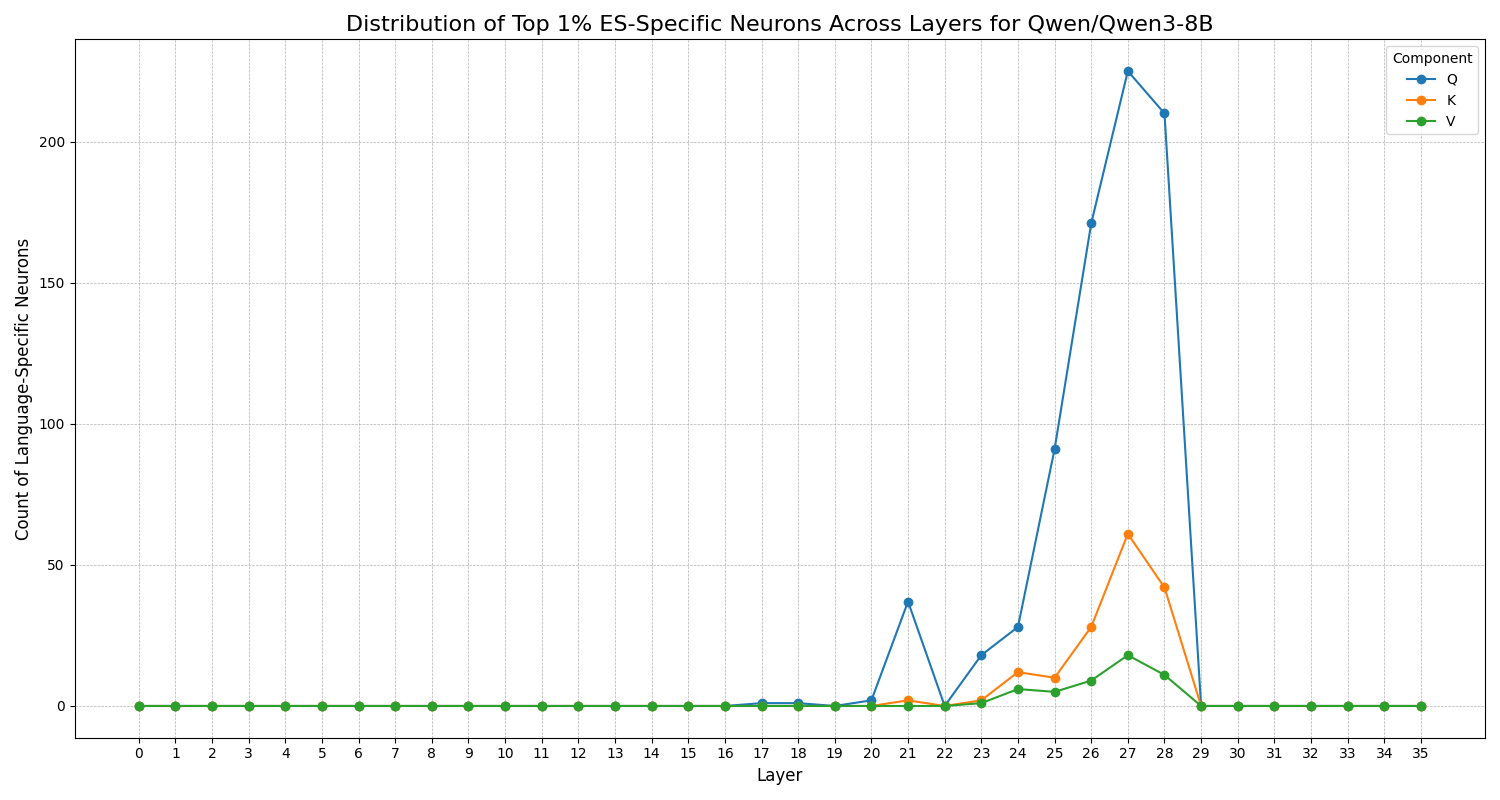 Distribution of Top 1% ES-Specific Neurons Across Layers for Qwen/Qwen3-8B
Component
Q
K
V
Count of Language-Specific Neurons
200
150
100
50
0
0 1 2 3 4 5 6 7 8 9 10 11 12 13 14 15 16 17 18 19 20 21 22 23 24 25 26 27 28 29 30 31 32 33 34 35
Layer